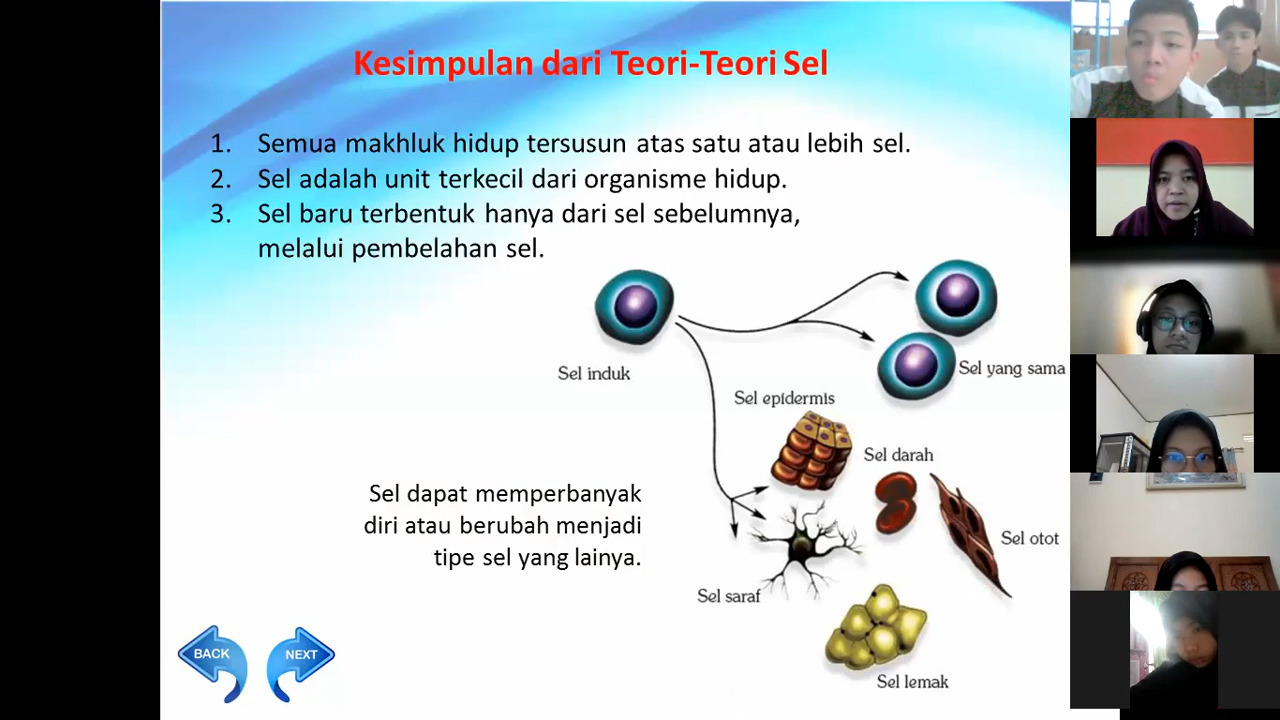 Kesimpulan dari Teori-Teori Sel
1. Semua makhluk hidup tersusun atas satu atau lebih sel.
2. Sel adalah unit terkecil dari organisme hidup.
3. Sel baru terbentuk hanya dari sel sebelumnya,
melalui pembelahan sel.
Sel induk
Sel yang sama
Sel epidermis
Sel darah
Sel dapat memperbanyak
diri atau berubah menjadi
tipe sel yang lainya.
Sel otot
Sel saraf
Sel lemak
BACK
NEXT